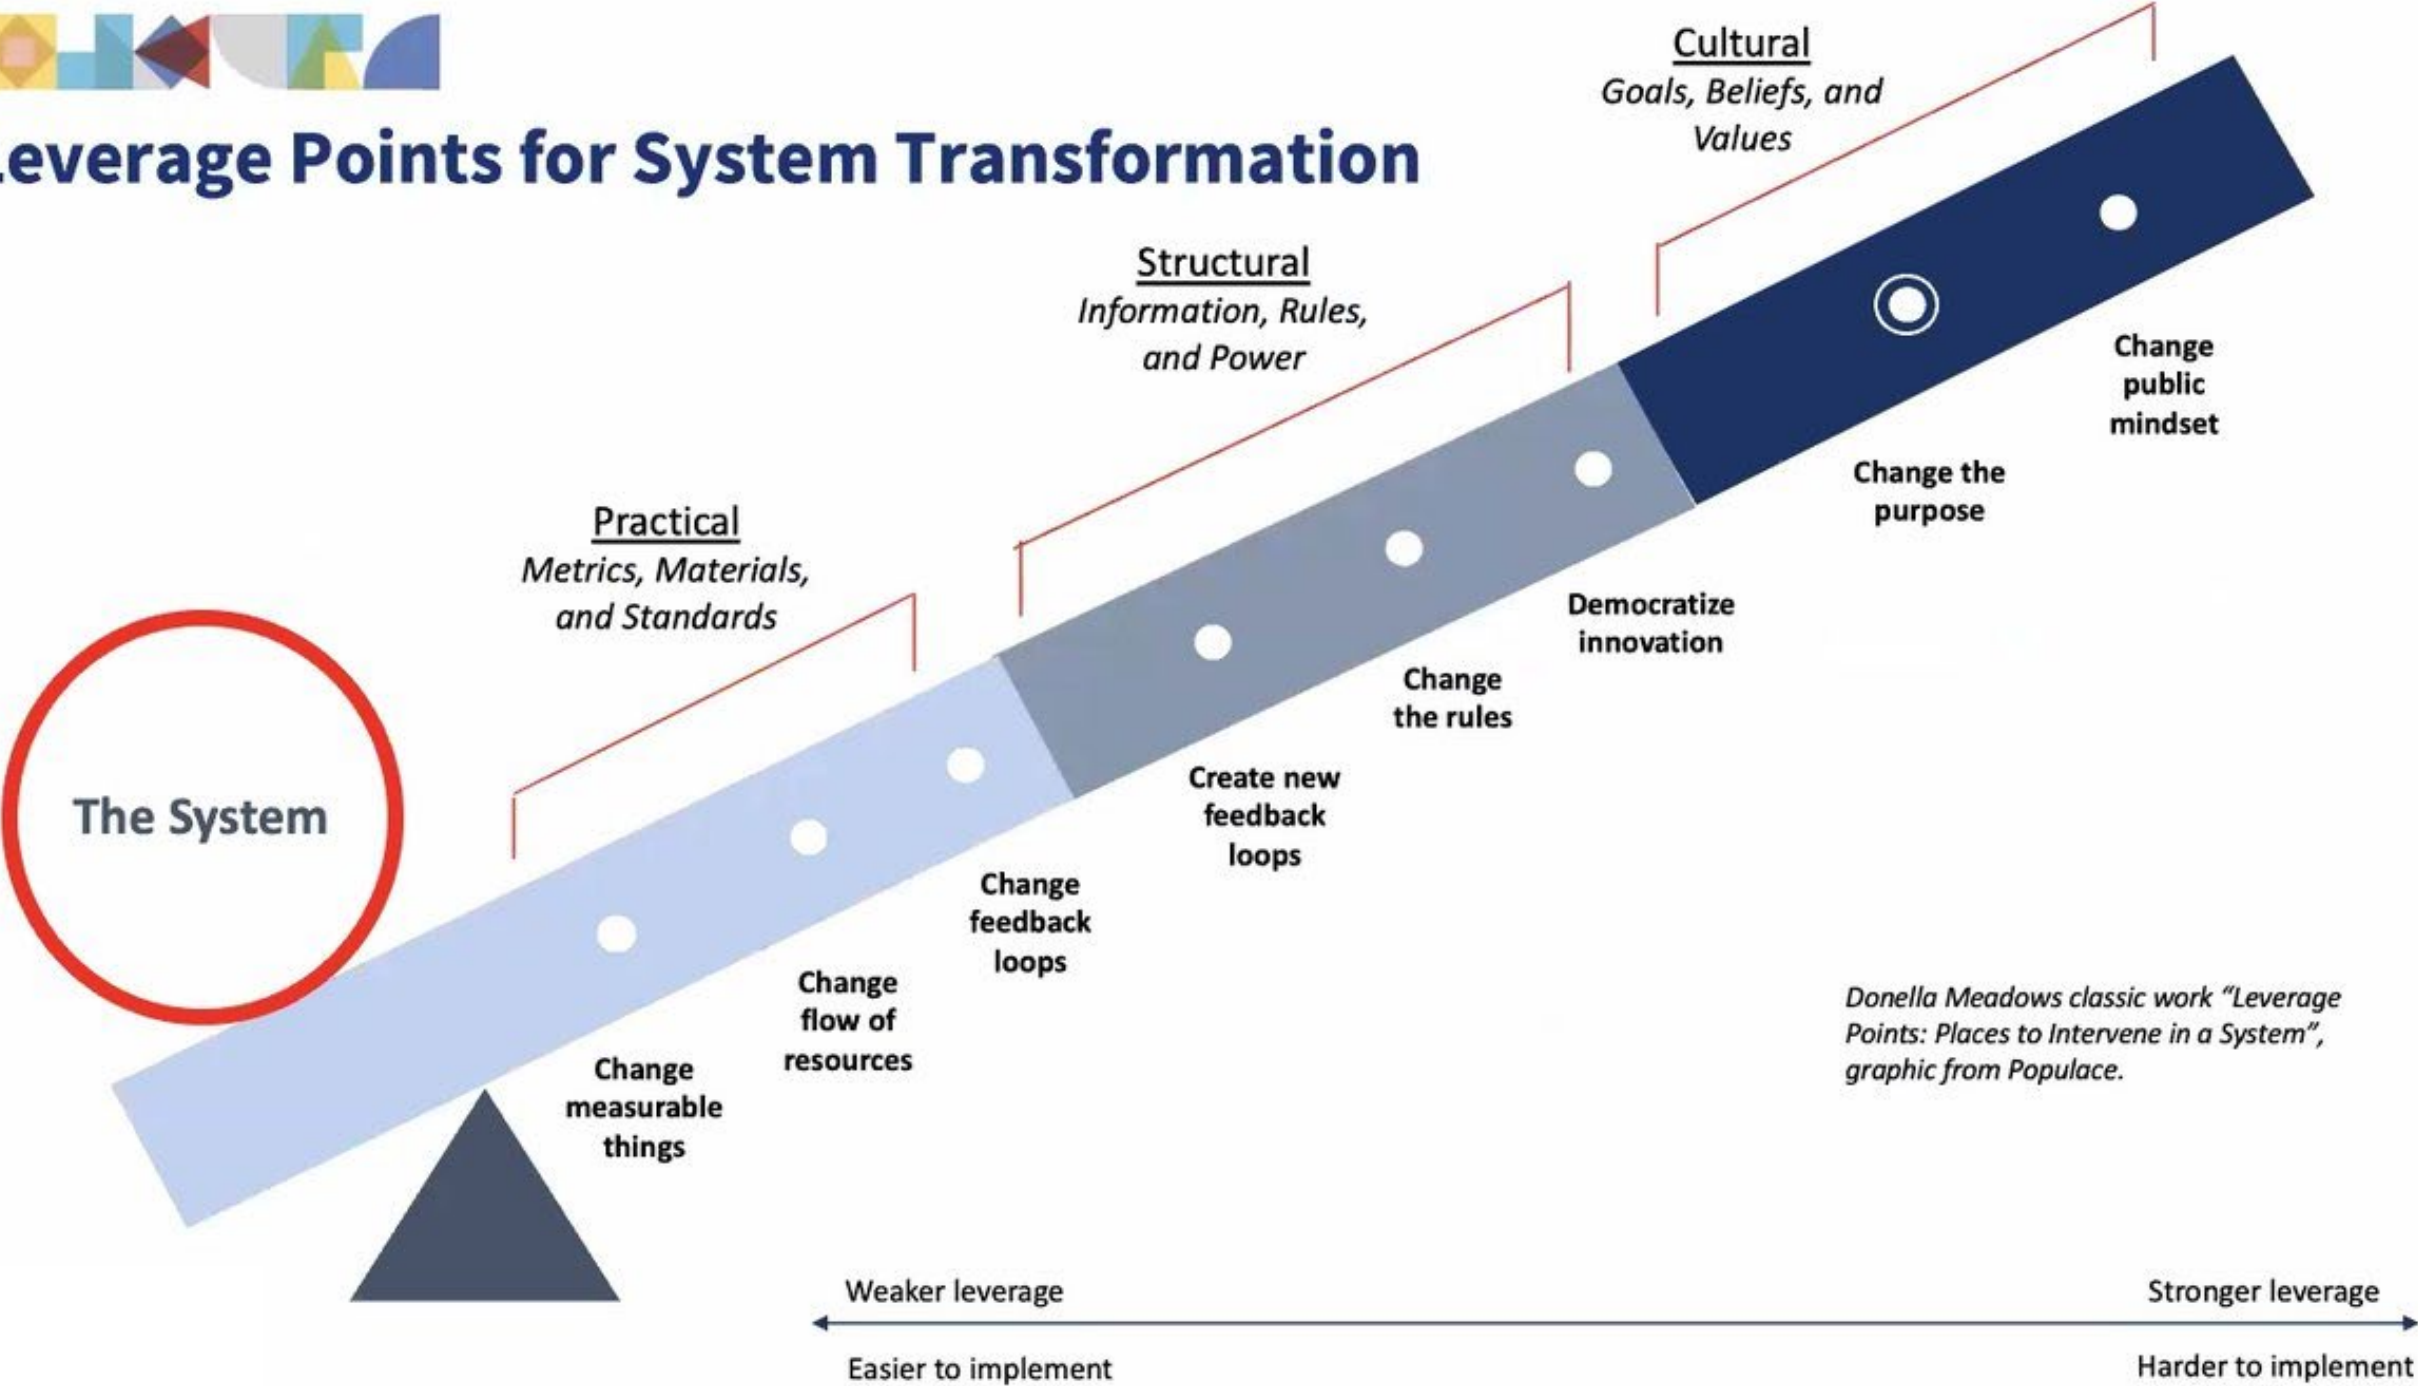 everage Points for System Transformation
Cultural
Goals, Beliefs, and
Values
Structural
Information, Rules,
and Power
Practical
Metrics, Materials,
and Standards
The System
Change
measurable
things
Change
flow of
resources
Change
feedback
loops
Create new
feedback
loops
Change
the rules
Democratize
innovation
Change the
purpose
Change
public
mindset
Donella Meadows classic work “Leverage
Points: Places to Intervene in a System”,
graphic from Populace.
Weaker leverage
Stronger leverage
Easier to implement
Harder to implement